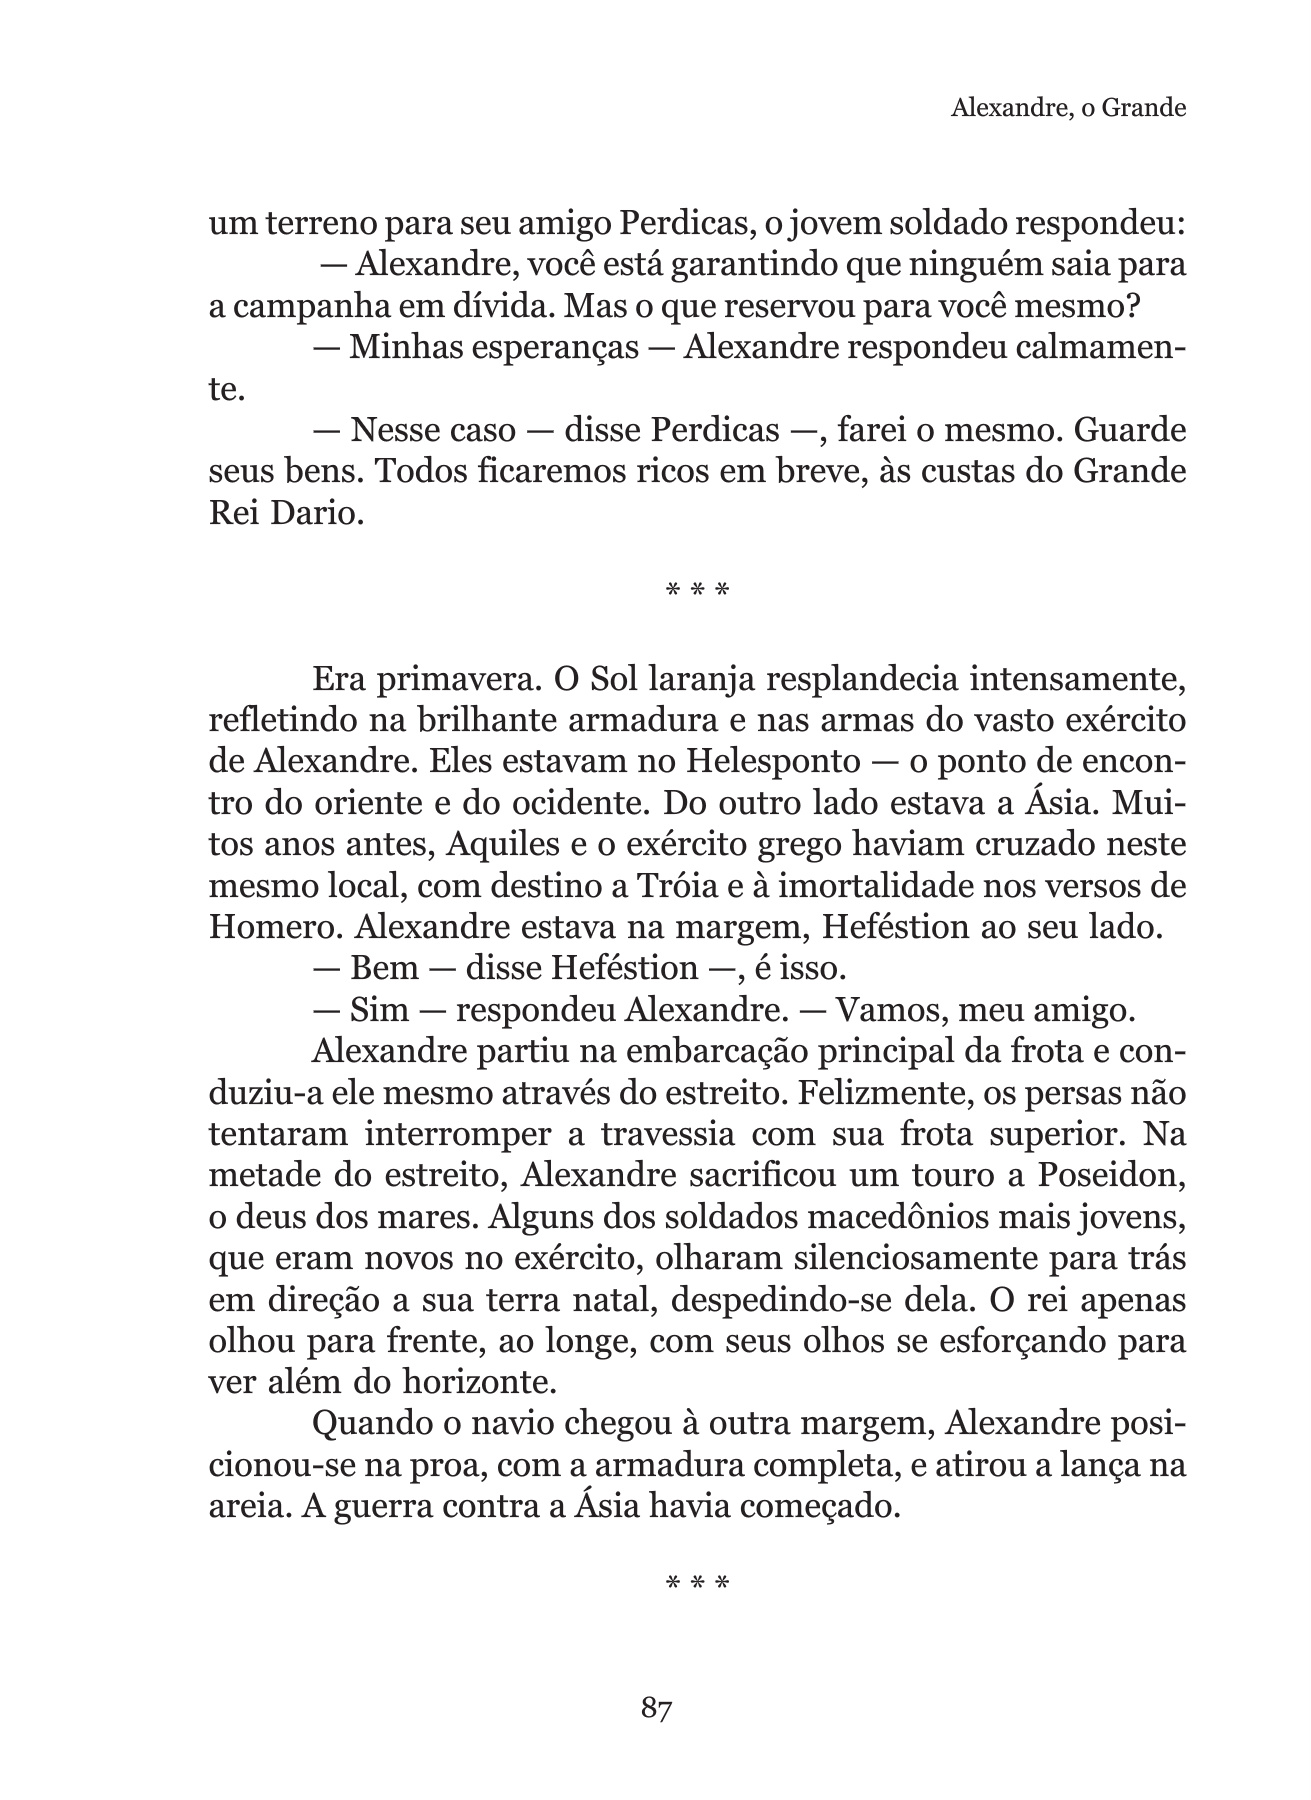 Alexandre, o Grande
um terreno para seu amigo Perdicas, o jovem soldado respondeu:
— Alexandre, você está garantindo que ninguém saia para
a campanha em dívida. Mas o que reservou para você mesmo?
— Minhas esperanças — Alexandre respondeu calmamen-
te.
— Nesse caso — disse Perdicas —, farei o mesmo. Guarde
seus bens. Todos ficaremos ricos em breve, às custas do Grande
Rei Dario.
* * *
Era primavera. O Sol laranja resplandecia intensamente,
refletindo na brilhante armadura e nas armas do vasto exército
de Alexandre. Eles estavam no Helesponto — o ponto de encon-
tro do oriente e do ocidente. Do outro lado estava a Ásia. Mui-
tos anos antes, Aquiles e o exército grego haviam cruzado neste
mesmo local, com destino a Tróia e à imortalidade nos versos de
Homero. Alexandre estava na margem, Heféstion ao seu lado.
— Bem — disse Heféstion —, é isso.
— Sim — respondeu Alexandre. — Vamos, meu amigo.
Alexandre partiu na embarcação principal da frota e con-
duziu-a ele mesmo através do estreito. Felizmente, os persas não
tentaram interromper a travessia com sua frota superior. Na
metade do estreito, Alexandre sacrificou um touro a Poseidon,
o deus dos mares. Alguns dos soldados macedônios mais jovens,
que eram novos no exército, olharam silenciosamente para trás
em direção a sua terra natal, despedindo-se dela. O rei apenas
olhou para frente, ao longe, com seus olhos se esforçando para
ver além do horizonte.
Quando o navio chegou à outra margem, Alexandre posi-
cionou-se na proa, com a armadura completa, e atirou a lança na
areia. A guerra contra a Ásia havia começado.
* * *
87